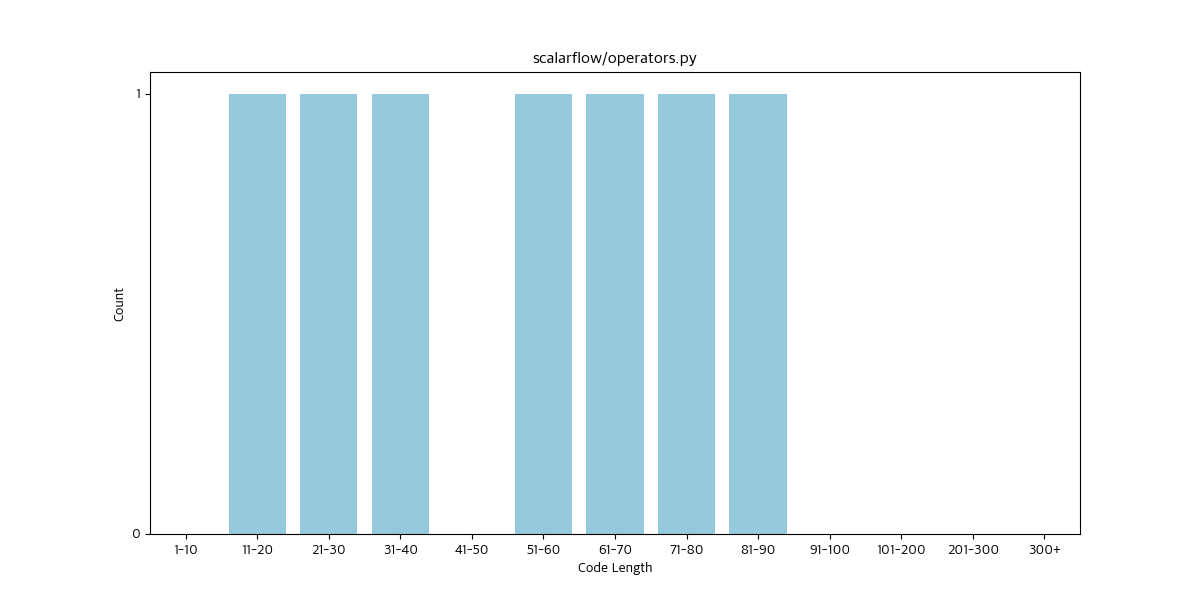 scalarflow/operators.py
1
0
Count
1-10 11-20 21-30 31-40 41-50 51-60 61-70 71-80 81-90 91-100 101-200 201-300 300+
Code Length